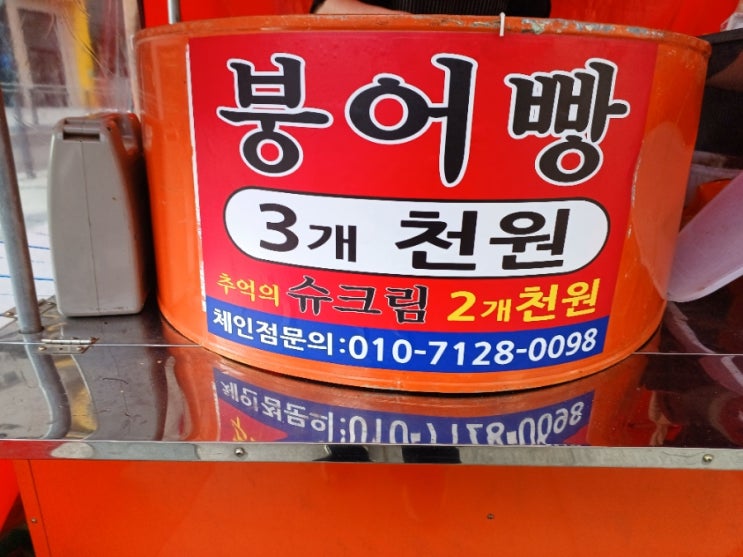 붕어빵
3개 천원
추억의 슈크림 2개천원
체인점문의:010-7128-0098